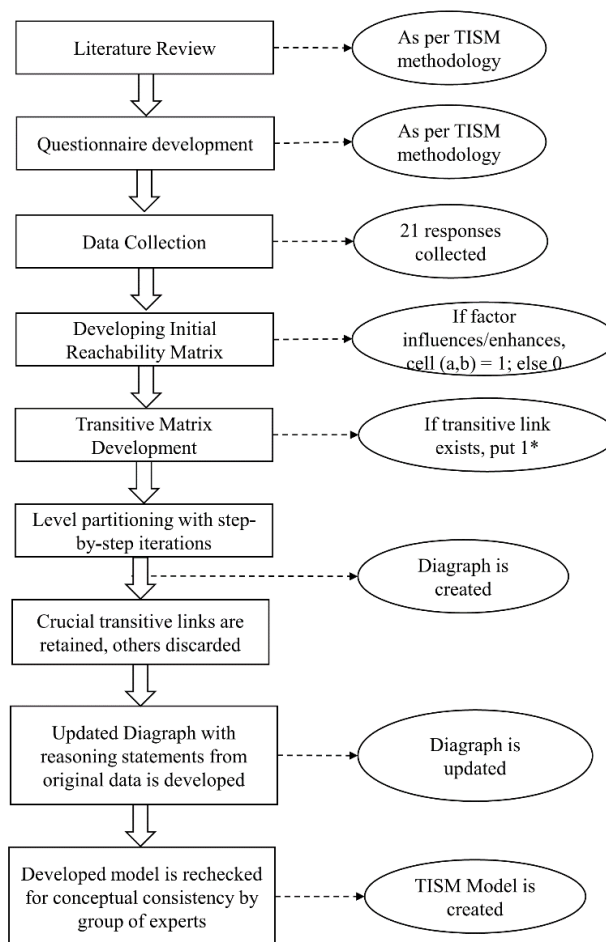 Literature Review
As per TISM
methodology
Questionnaire development
As per TISM
methodology
Data Collection
21 responses
collected
Developing Initial
Reachability Matrix
If factor
influences/enhances,
cell (a,b) = 1; else 0
Transitive Matrix
Development
If transitive link
exists, put 1*
Level partitioning with step-
by-step iterations
Diagraph is
created
Crucial transitive links are
retained, others discarded
Updated Diagraph with
reasoning statements from
original data is developed
Diagraph is
updated
Developed model is rechecked
for conceptual consistency by
group of experts
TISM Model is
created